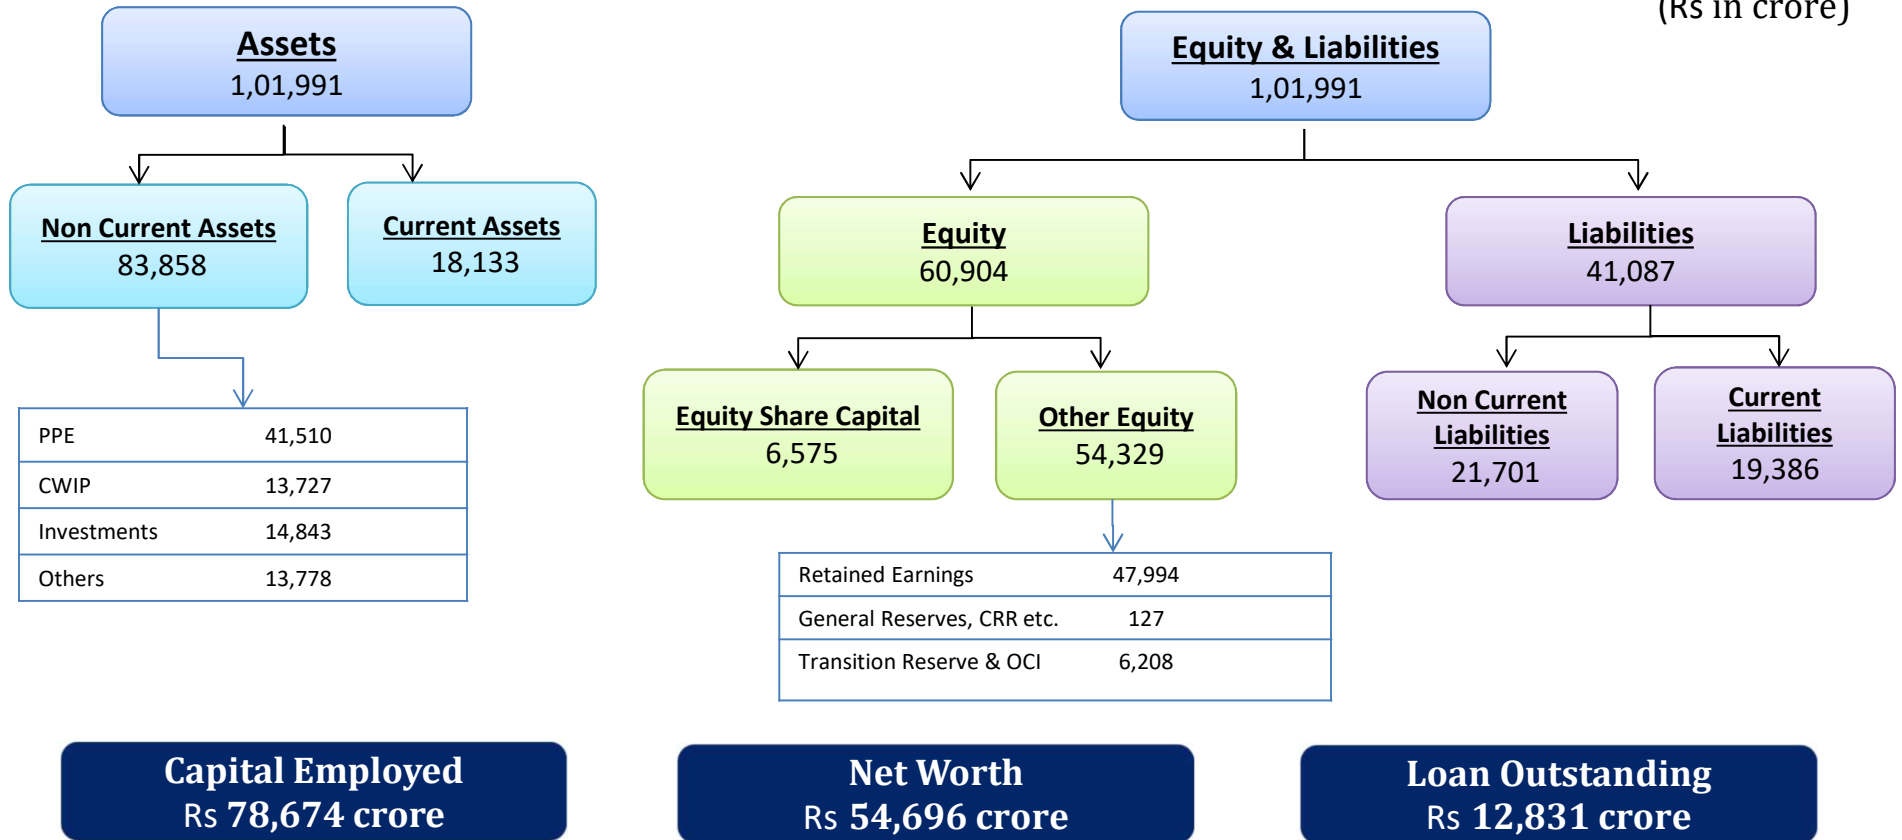 (Rs in crore)
Assets
1,01,991
Equity & Liabilities
1,01,991
Non Current Assets
83,858
Current Assets
18,133
Equity
60,904
Liabilities
41,087
Equity Share Capital
6,575
Other Equity
54,329
Non Current
Liabilities
21,701
Current
Liabilities
19,386
PPE 41,510
CWIP 13,727
Investments 14,843
Others 13,778
Retained Earnings 47,994
General Reserves, CRR etc. 127
Transition Reserve & OCI 6,208
Capital Employed
Rs 78,674 crore
Net Worth
Rs 54,696 crore
Loan Outstanding
Rs 12,831 crore